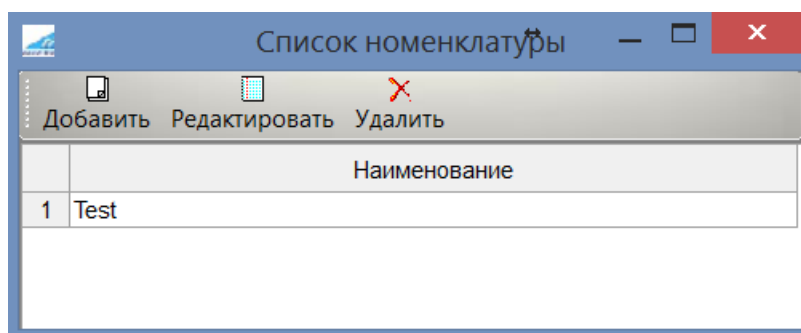 Список номенклатуры
Добавить Редактировать Удалить
Наименование
1 Test